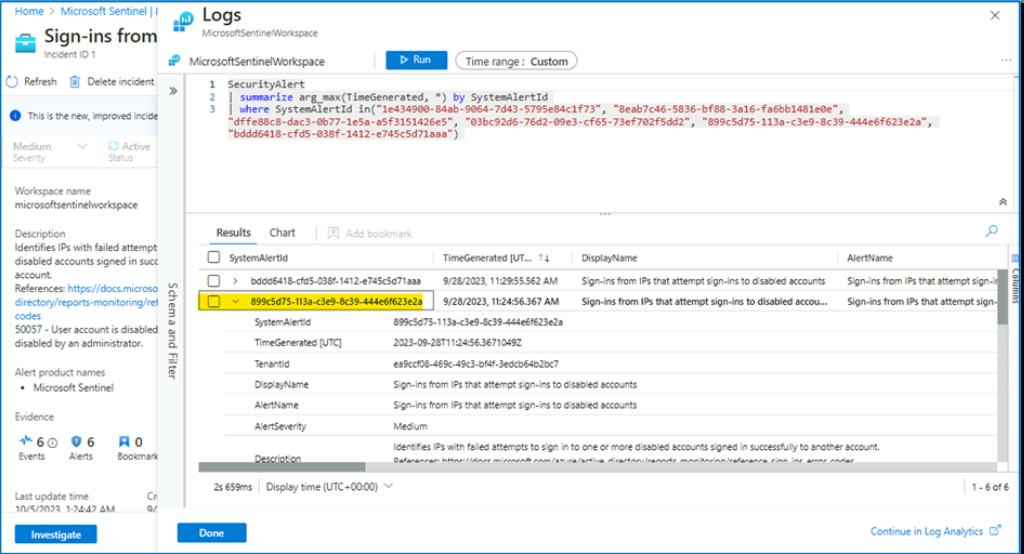 Home > Microsoft Sentinel |
Sign-ins from
Incident ID 1
Refresh Delete incident
This is the new, improved incide
Medium
Severity
Active
Status
Workspace name
microsoftsentinelworkspace
Description
Identifies IPs with failed attempt
disabled accounts signed in succ
account.
References: https://docs.microso
directory/reports-monitoring/ref
codes
50057 - User account is disabled
disabled by an administrator.
Alert product names
• Microsoft Sentinel
Evidence
6 Events
6 Alerts
0 Bookmark
Last update time
10/5/2023, 1:24:42 AM
Investigate
Logs
MicrosoftSentinelWorkspace
MicrosoftSentinelWorkspace
Run
Time range : Custom
1 SecurityAlert
2 | summarize arg_max(TimeGenerated, *) by SystemAlertId
3 | where SystemAlertId in("1e434900-84ab-9064-7d43-5795e84c1f73", "8eab7c46-5836-bf88-3a16-fa6bb1481e0e",
"dffe88c8-dac3-0b77-1e5a-a5f3151426e5", "03bc92d6-76d2-09e3-cf65-73ef702f5dd2", "899c5d75-113a-c3e9-8c39-444e6f623e2a",
"bddd6418-cfd5-038f-1412-e745c5d71aaa")
Schema and Filter
Results Chart Add bookmark
SystemAlertId TimeGenerated [UT... DisplayName AlertName
bddd6418-cfd5-038f-1412-e745c5d71aaa 9/28/2023, 11:29:55.562 AM Sign-ins from IPs that attempt sign-ins to disabled accounts Sign-ins from IPs that attempt sign-i
899c5d75-113a-c3e9-8c39-444e6f623e2a 9/28/2023, 11:24:56.367 AM Sign-ins from IPs that attempt sign-ins to disabled accou... Sign-ins from IPs that attempt sign-
SystemAlertId 899c5d75-113a-c3e9-8c39-444e6f623e2a
TimeGenerated [UTC] 2023-09-28T11:24:56.3671049Z
TenantId ea9ccf08-469c-49c3-bf4f-3edcb64b2bc7
DisplayName Sign-ins from IPs that attempt sign-ins to disabled accounts
AlertName Sign-ins from IPs that attempt sign-ins to disabled accounts
AlertSeverity Medium
Description Identifies IPs with failed attempts to sign in to one or more disabled accounts signed in successfully to another account.
References: https://docs.microsoft.com/azure/active_directory/reports_monitoring/reference_sign_ins_error_codes
Columns
2s 659ms Display time (UTC+00:00) 1 - 6 of 6
Done
Continue in Log Analytics